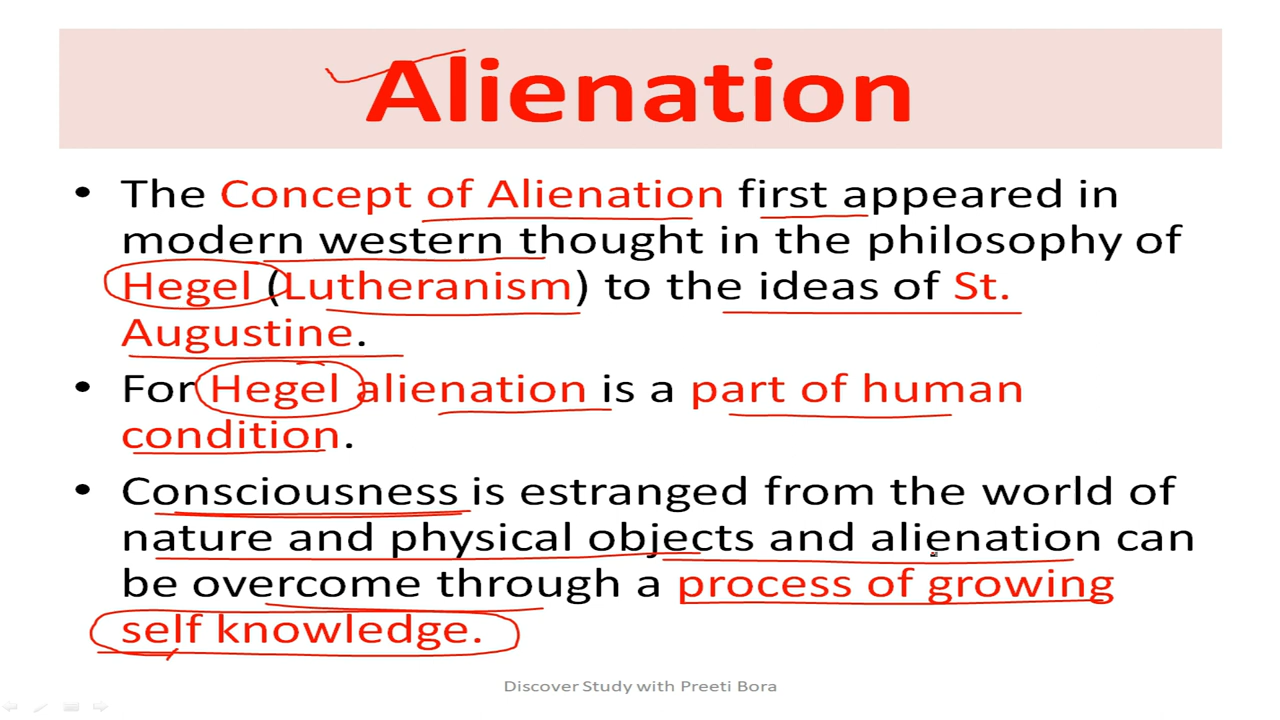 Alienation
• The Concept of Alienation first appeared in
modern western thought in the philosophy of
Hegel (Lutheranism) to the ideas of St.
Augustine.
• For Hegel alienation is a part of human
condition.
• Consciousness is estranged from the world of
nature and physical objects and alienation can
be overcome through a process of growing
self knowledge.
Discover Study with Preeti Bora